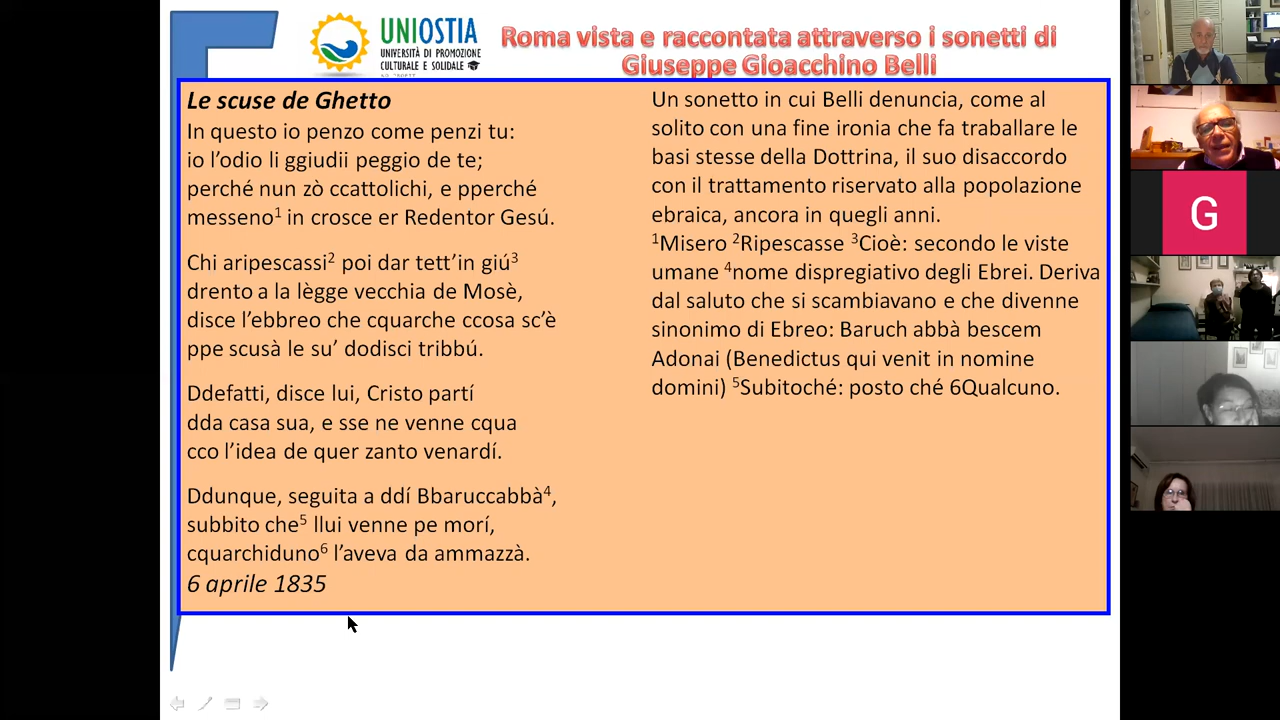 UNIOSTIA
UNIVERSITÀ DI PROMOZIONE
CULTURALE E SOLIDALE
Roma vista e raccontata attraverso i sonetti di
Giuseppe Gioacchino Belli
Le scuse de Ghetto
In questo io penzo come penzi tu:
io l’odio li ggiudii peggio de te;
perché nun zò ccattolichi, e pperché
messeno¹ in crosce er Redentor Gesú.
Chi aripescassi² poi dar tett’in giú³
drento a la lègge vecchia de Mosè,
disce l’ebbreo che cquarche ccosa sc’è
ppe scusà le su’ dodisci tribbú.
Ddefatti, disce lui, Cristo partí
dda casa sua, e sse ne venne cqua
cco l’idea de quer zanto venardí.
Ddunque, seguita a ddí Bbaruccabbà⁴,
subbito che⁵ llui venne pe morí,
cquarchiduno⁶ l’aveva da ammazzà.
6 aprile 1835
Un sonetto in cui Belli denuncia, come al
solito con una fine ironia che fa traballare le
basi stesse della Dottrina, il suo disaccordo
con il trattamento riservato alla popolazione
ebraica, ancora in quegli anni.
¹Misero ²Ripescasse ³Cioè: secondo le viste
umane ⁴nome dispregiativo degli Ebrei. Deriva
dal saluto che si scambiavano e che divenne
sinonimo di Ebreo: Baruch abbà bescem
Adonai (Benedictus qui venit in nomine
domini) ⁵Subitoché: posto ché 6Qualcuno.
G